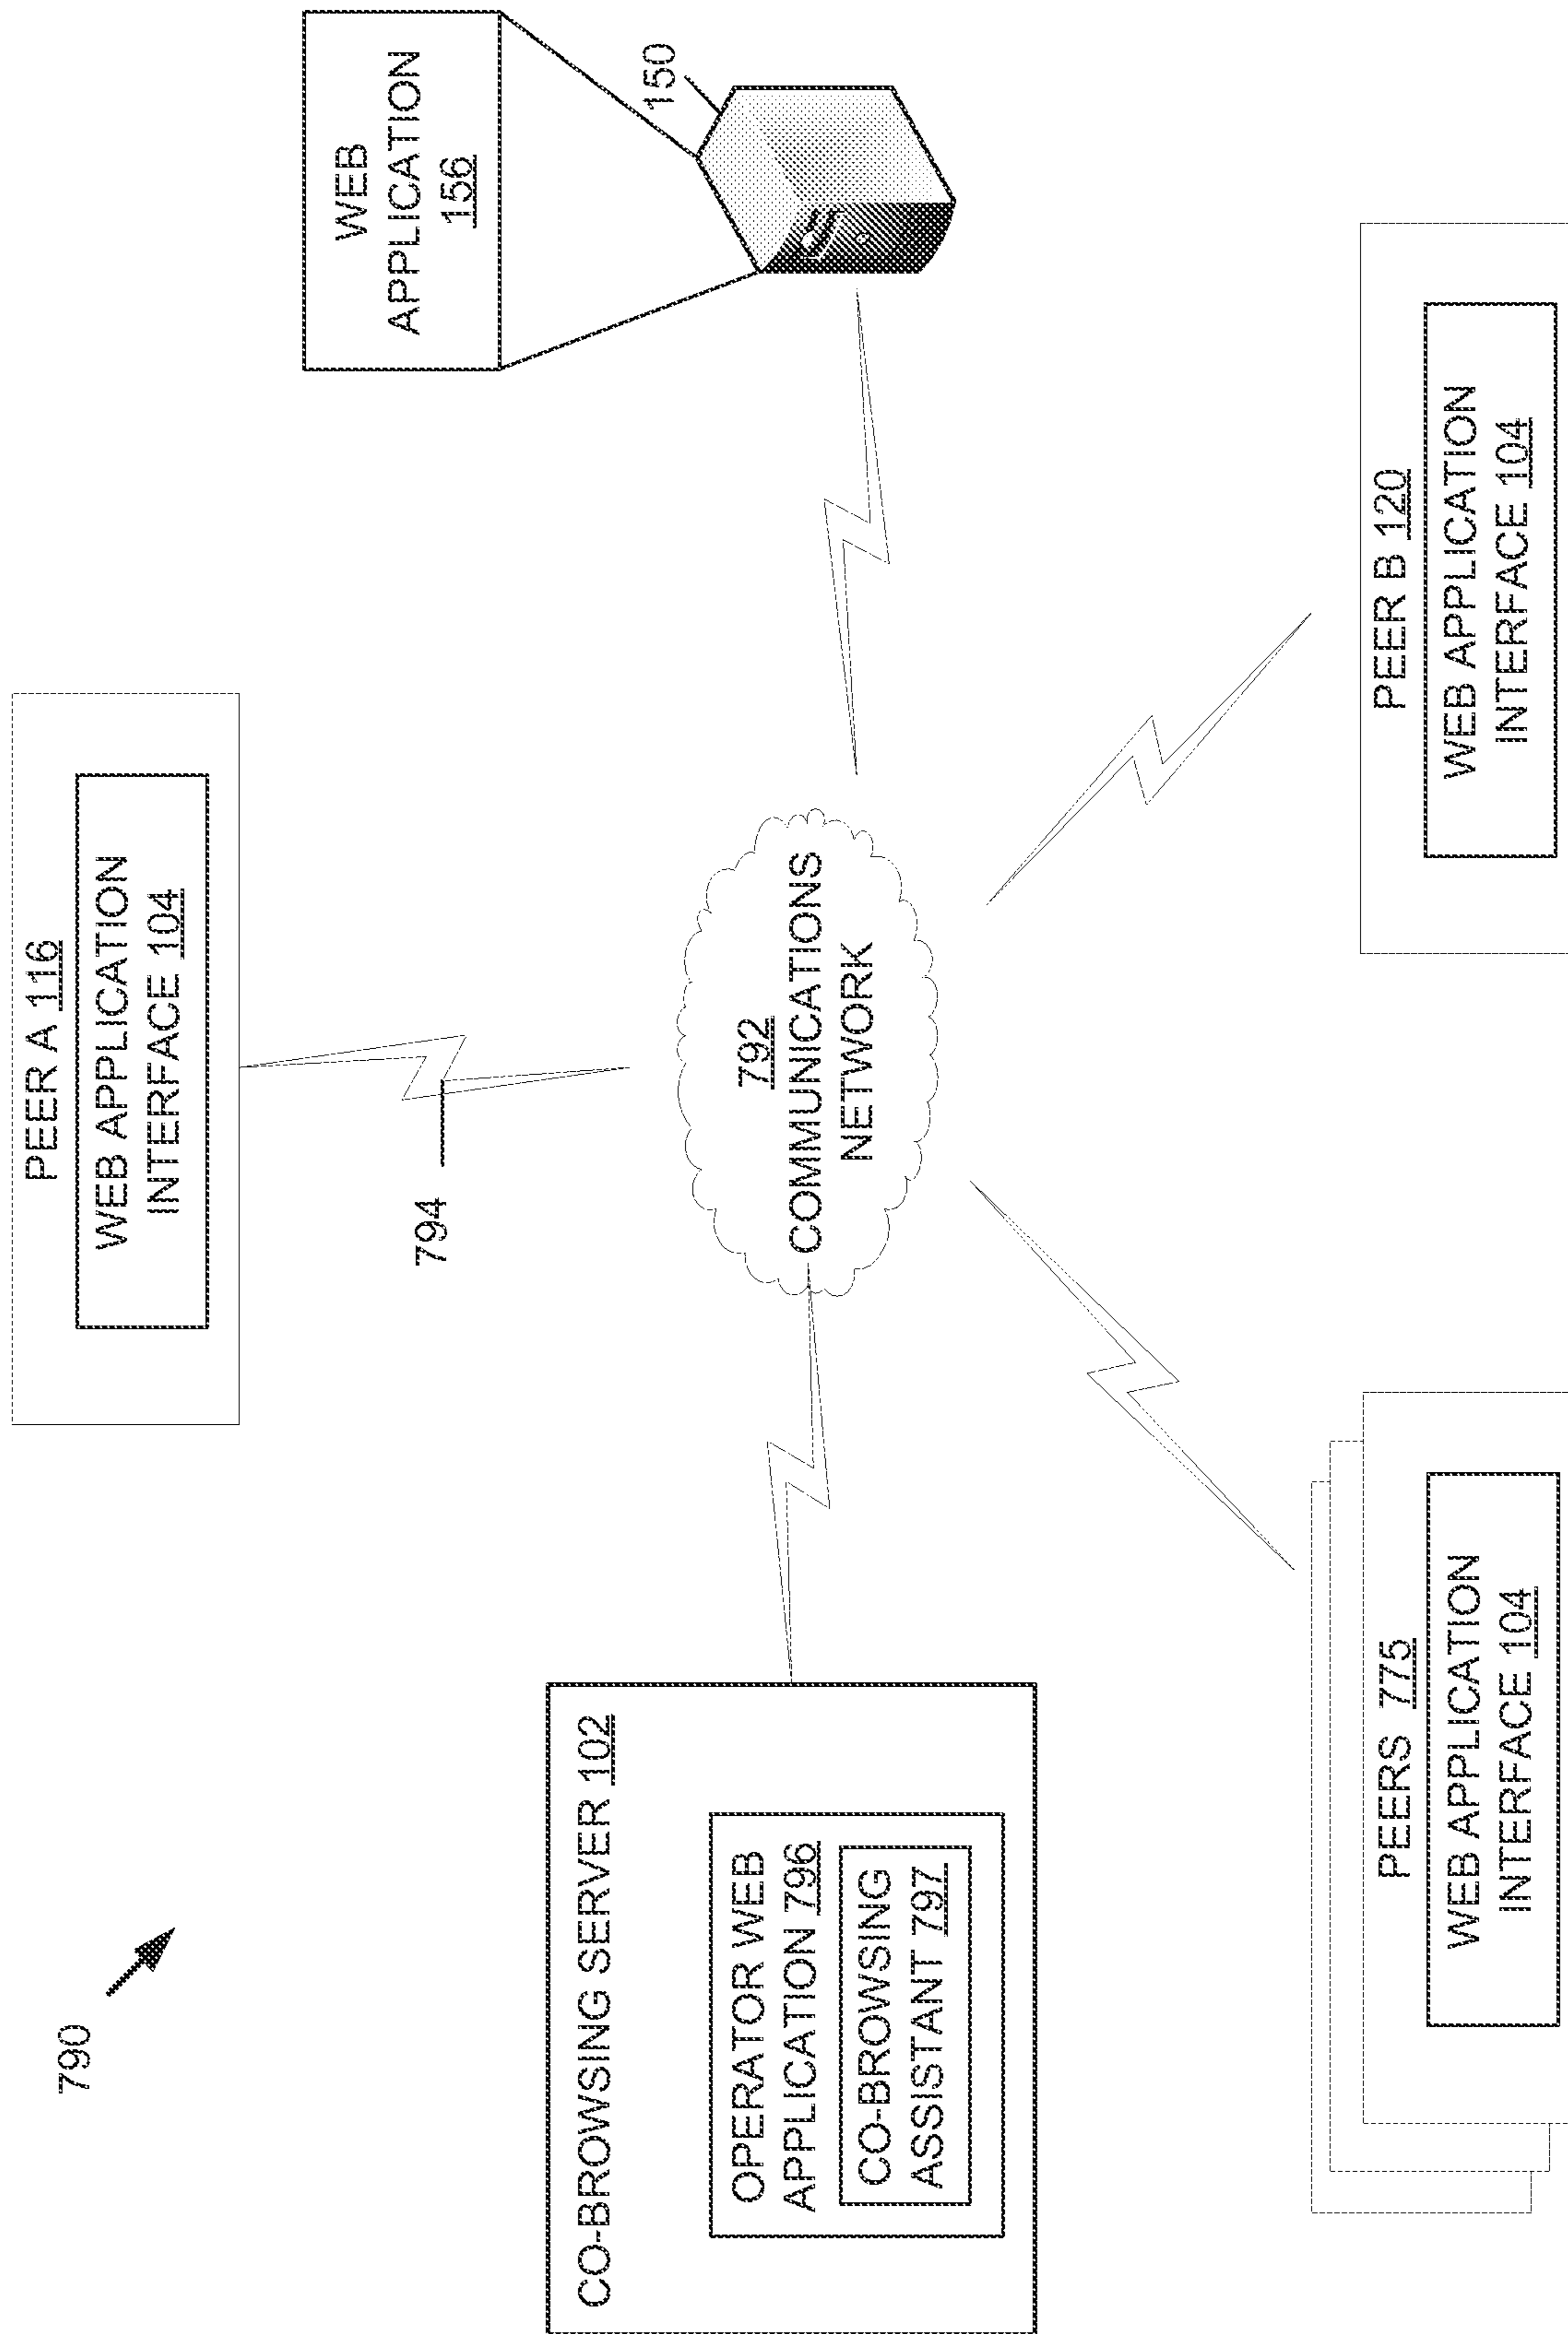 790
PEER A 116
WEB APPLICATION
INTERFACE 104
794
WEB
APPLICATION
156
150
CO-BROWSING SERVER 102
OPERATOR WEB
APPLICATION 796
CO-BROWSING
ASSISTANT 797
792
COMMUNICATIONS
NETWORK
PEERS 775
WEB APPLICATION
INTERFACE 104
PEER B 120
WEB APPLICATION
INTERFACE 104